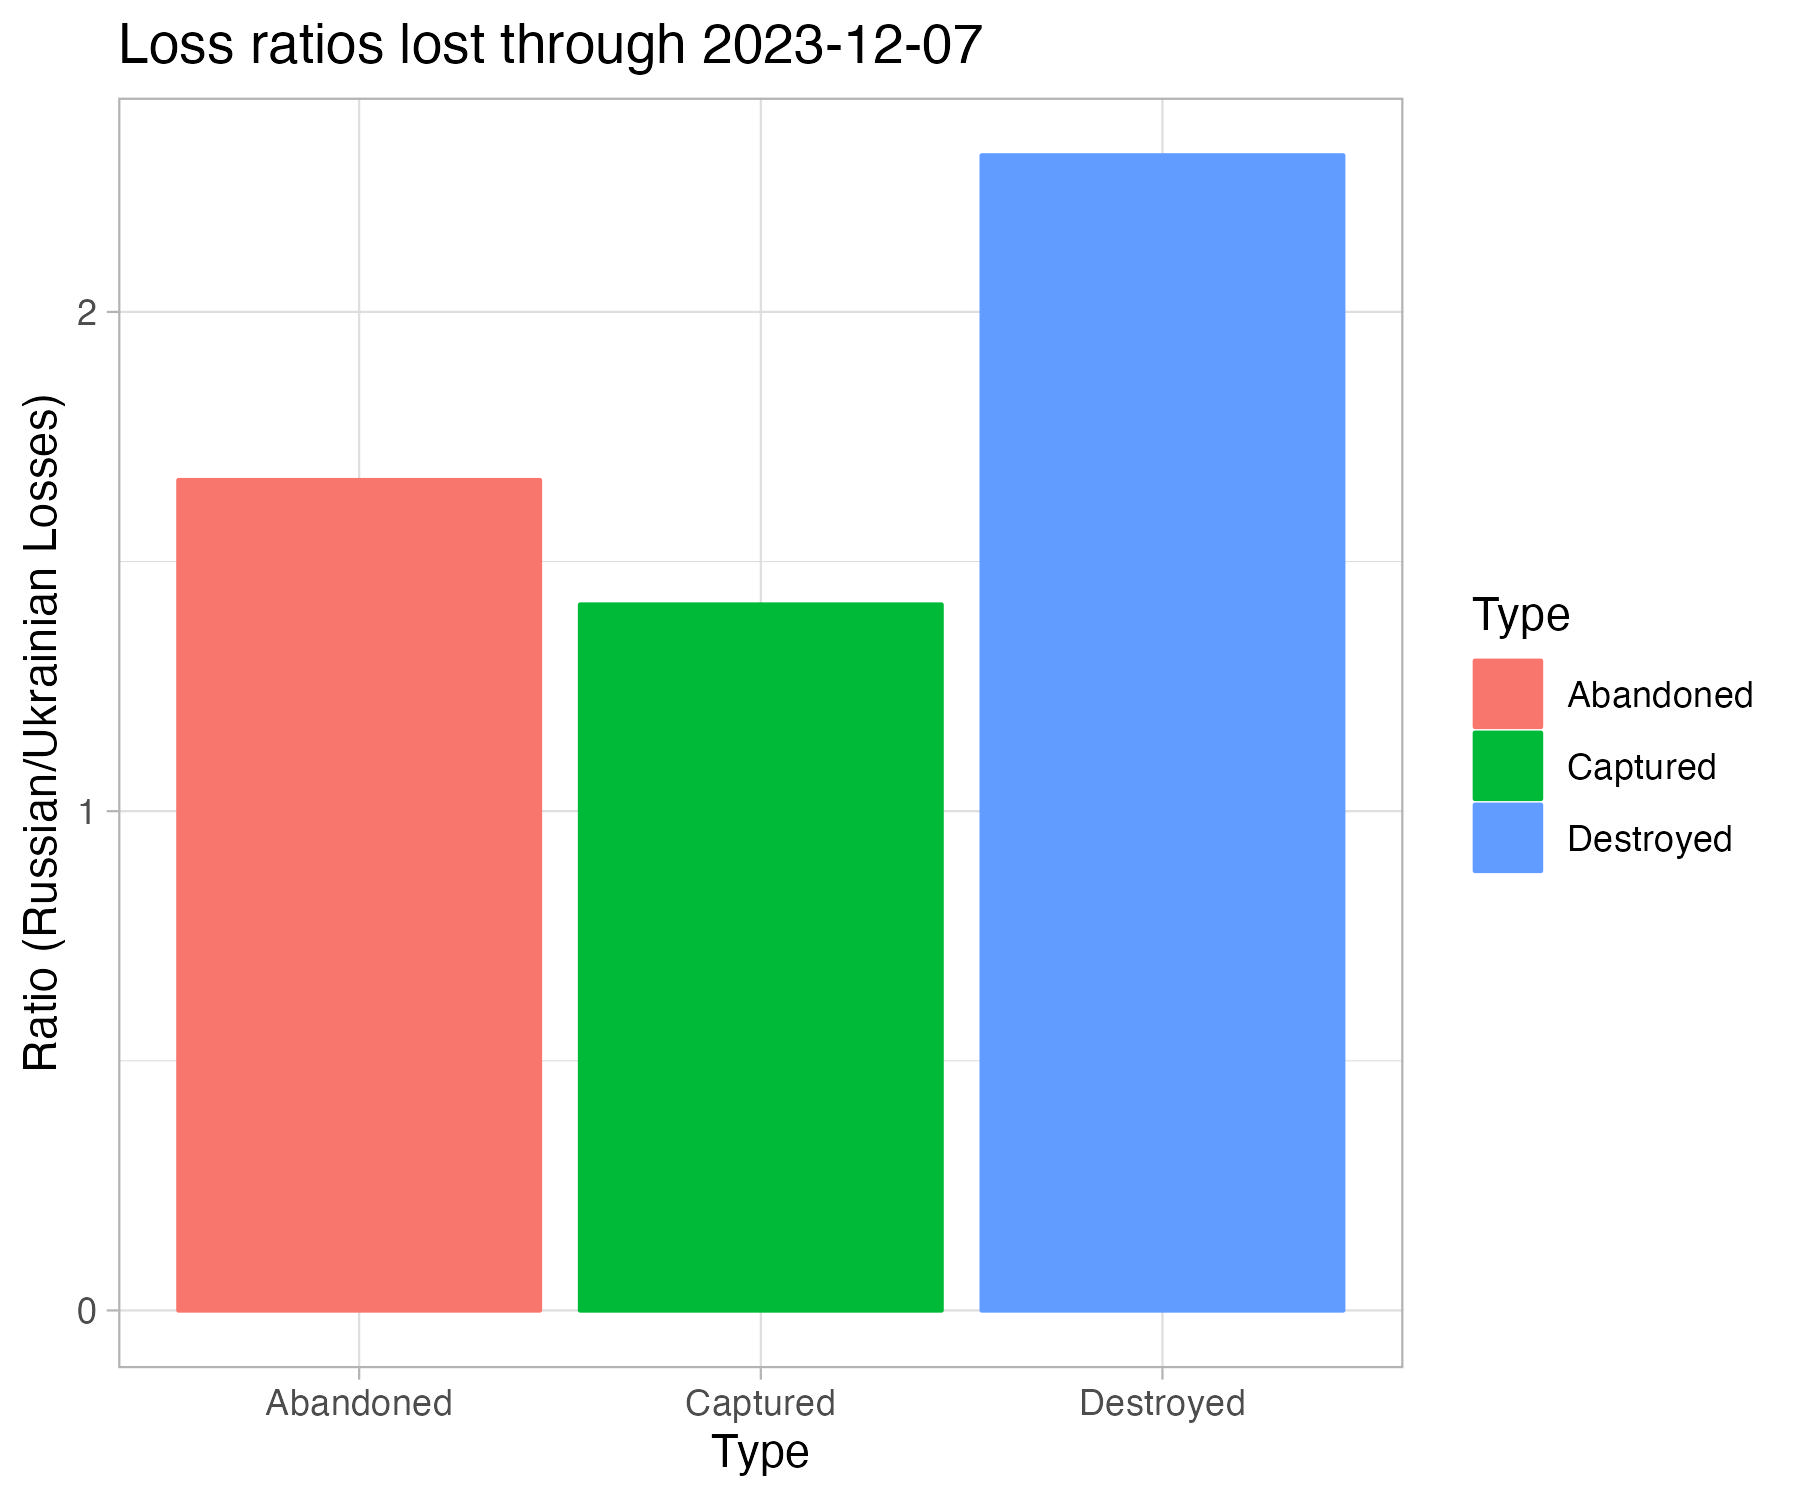 Loss ratios lost through 2023-12-07
Ratio (Russian/Ukrainian Losses)
2
1
0
Abandoned
Captured
Destroyed
Type
Type
Abandoned
Captured
Destroyed